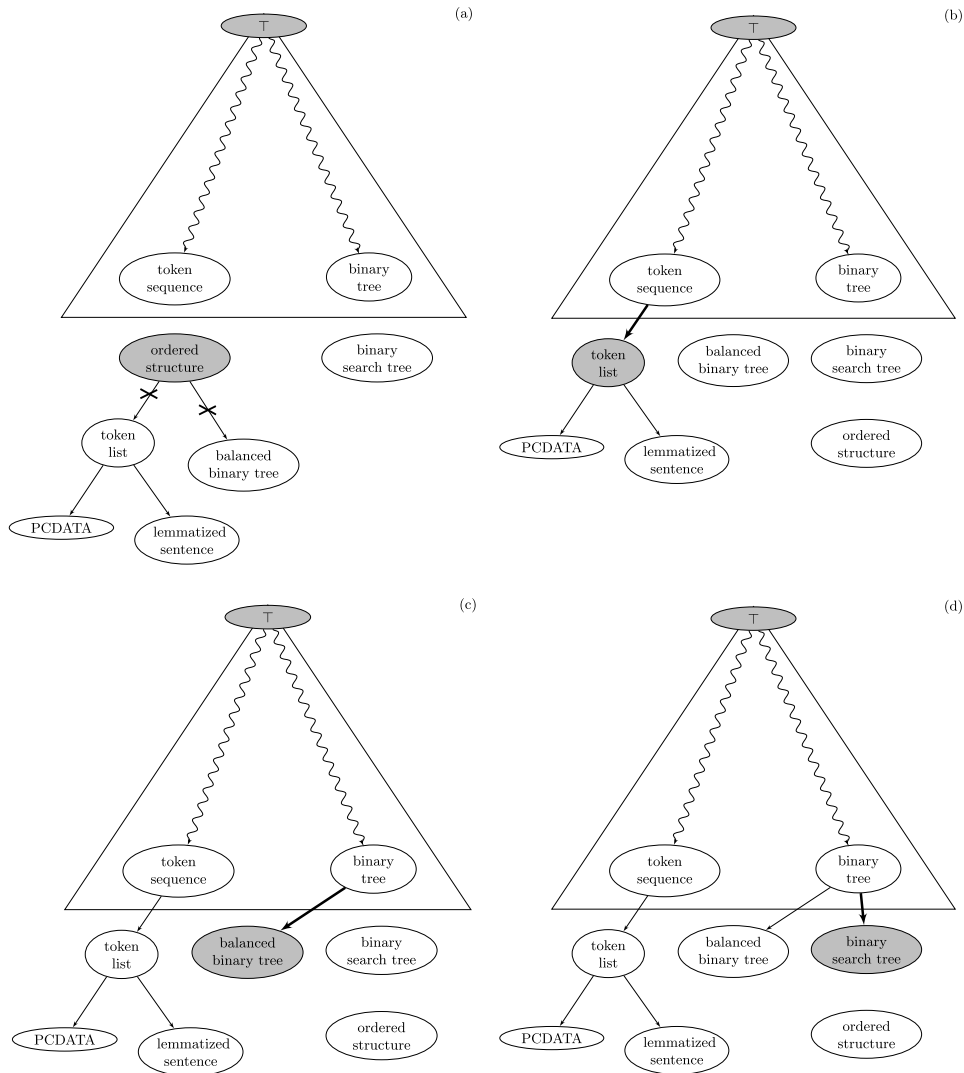 (a)
⊤
token
sequence
binary
tree
ordered
structure
binary
search tree
token
list
balanced
binary tree
PCDATA
lemmatized
sentence
(b)
⊤
token
sequence
binary
tree
token
list
balanced
binary tree
binary
search tree
PCDATA
lemmatized
sentence
ordered
structure
(c)
⊤
token
sequence
binary
tree
token
list
balanced
binary tree
binary
search tree
PCDATA
lemmatized
sentence
ordered
structure
(d)
⊤
token
sequence
binary
tree
token
list
balanced
binary tree
binary
search tree
PCDATA
lemmatized
sentence
ordered
structure